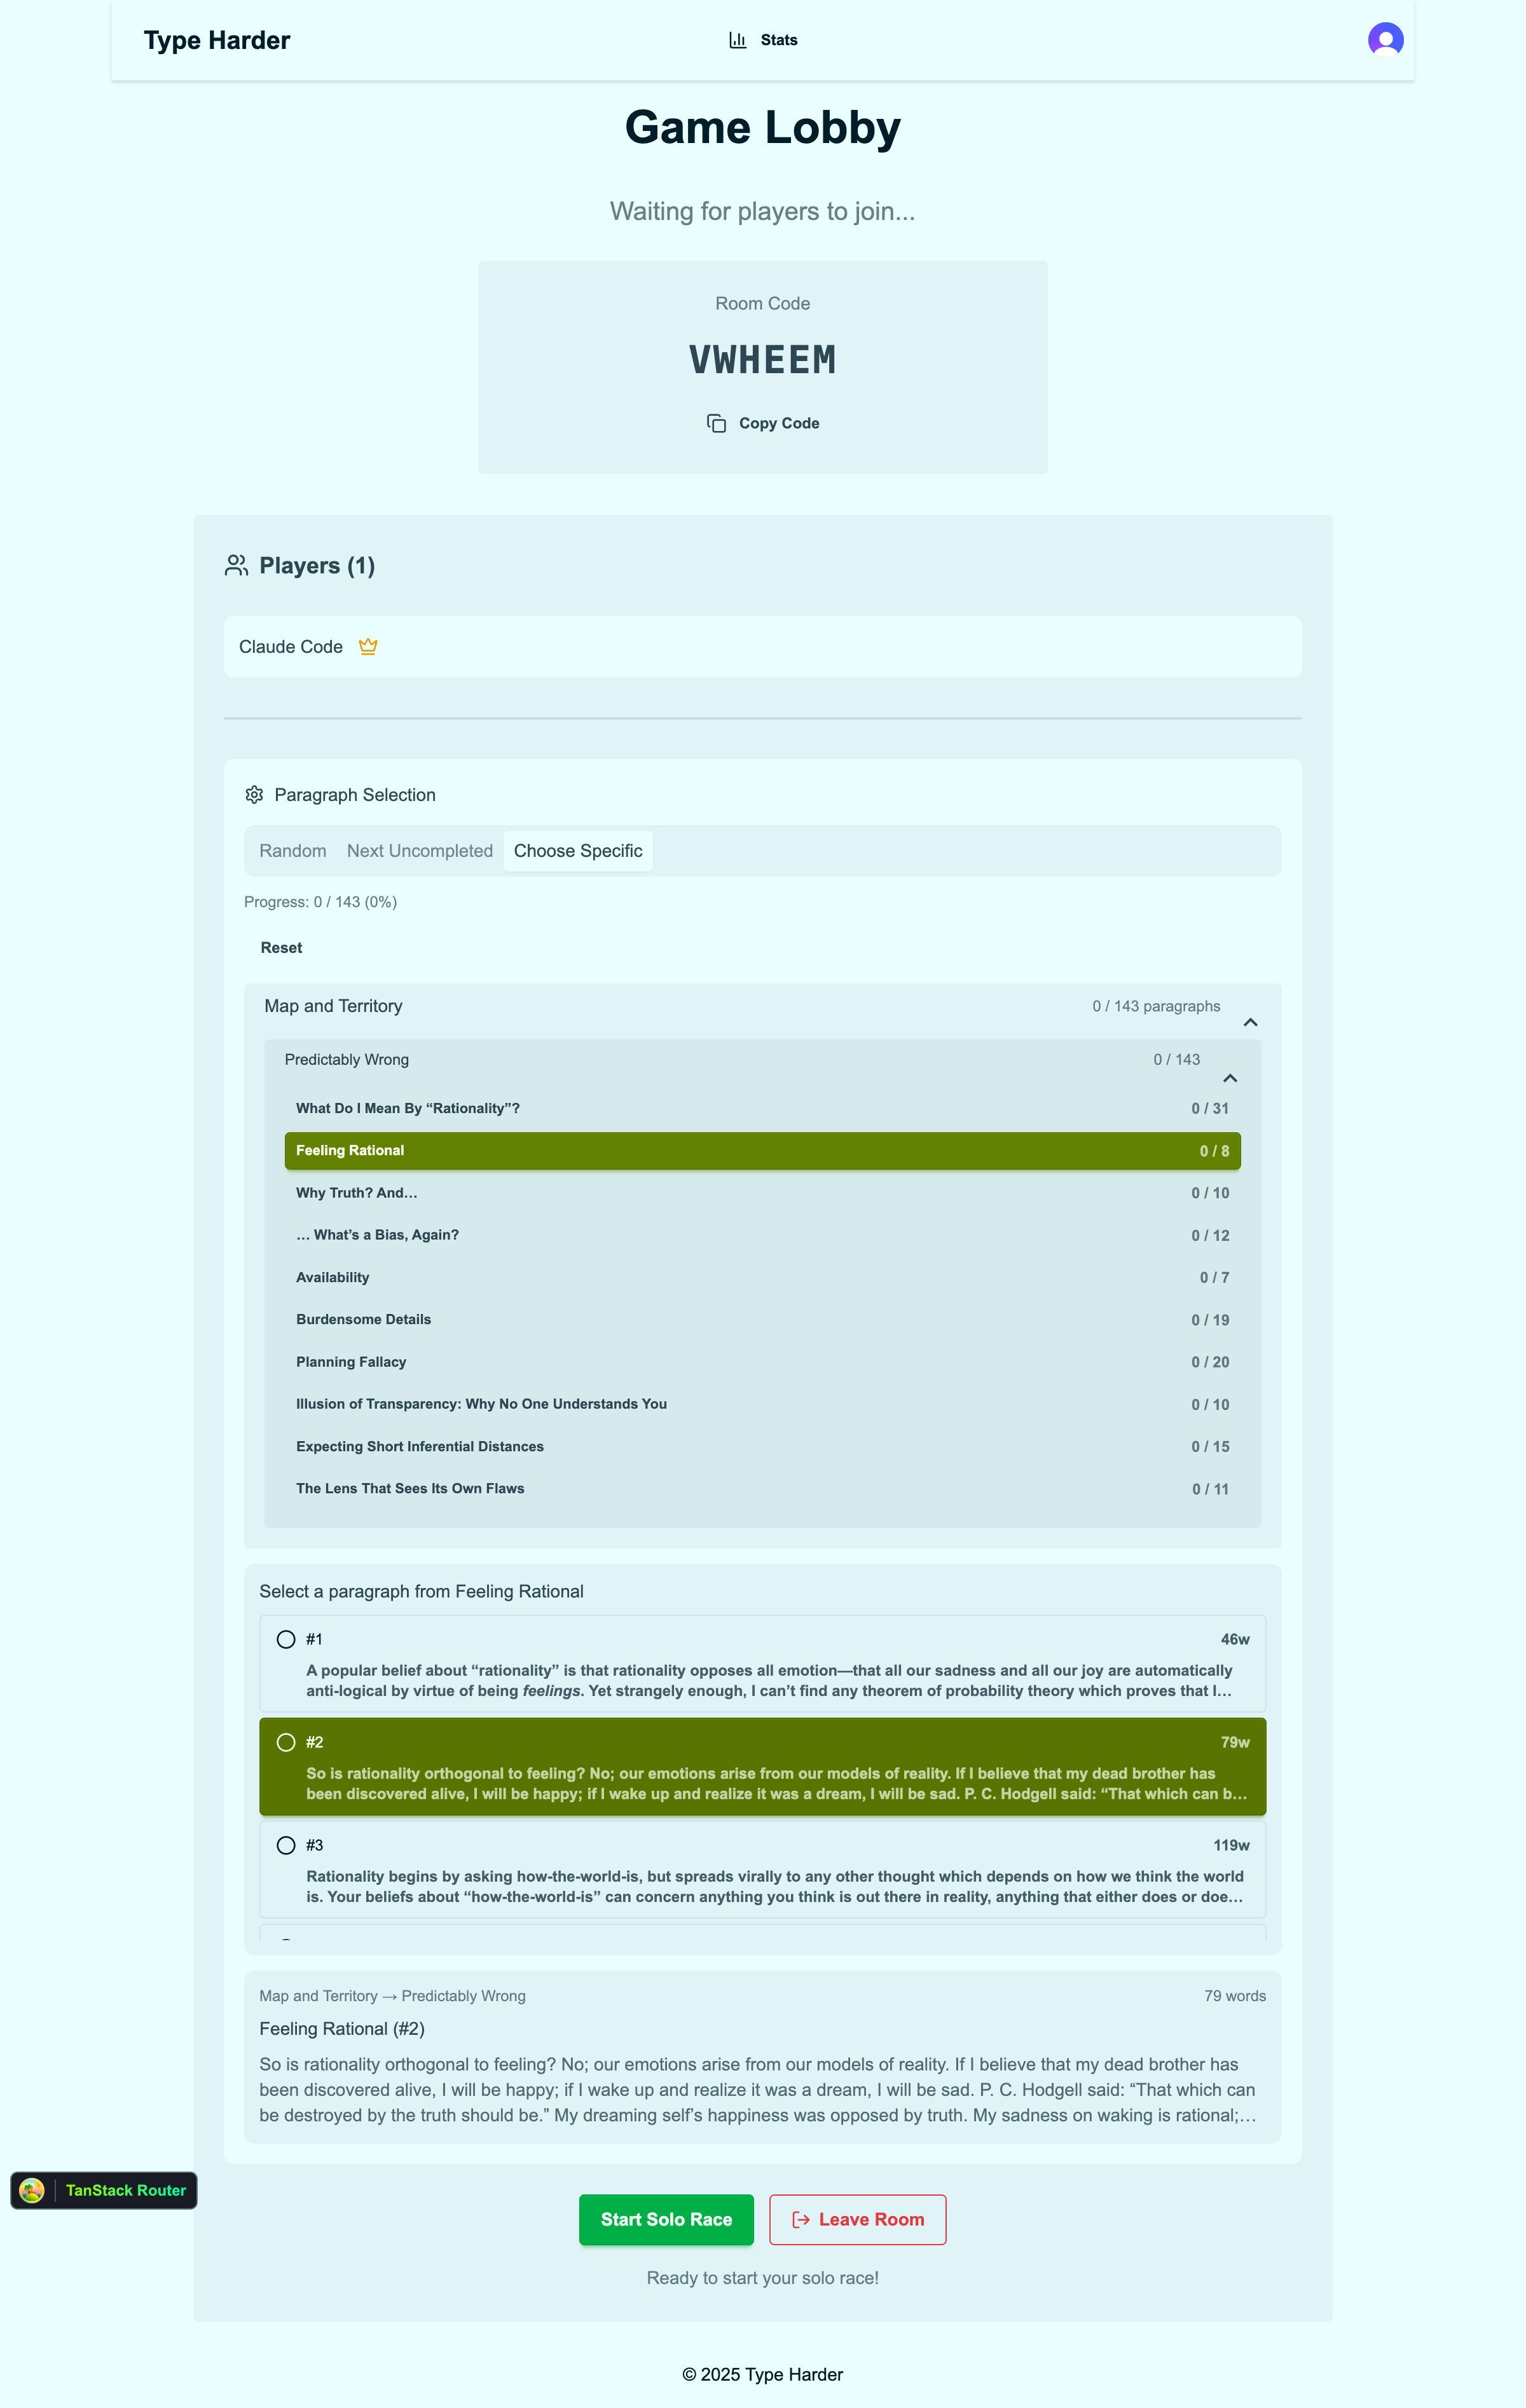 Type Harder
Stats
Game Lobby
Waiting for players to join...
Room Code
VWHEEM
Copy Code
Players (1)
Claude Code
Paragraph Selection
Random Next Uncompleted Choose Specific
Progress: 0 / 143 (0%)
Reset
Map and Territory 0 / 143 paragraphs
Predictably Wrong 0 / 143
What Do I Mean By “Rationality”? 0 / 31
Feeling Rational 0 / 8
Why Truth? And… 0 / 10
… What’s a Bias, Again? 0 / 12
Availability 0 / 7
Burdensome Details 0 / 19
Planning Fallacy 0 / 20
Illusion of Transparency: Why No One Understands You 0 / 10
Expecting Short Inferential Distances 0 / 15
The Lens That Sees Its Own Flaws 0 / 11
Select a paragraph from Feeling Rational
#1 46w
A popular belief about “rationality” is that rationality opposes all emotion—that all our sadness and all our joy are automatically
anti-logical by virtue of being feelings. Yet strangely enough, I can’t find any theorem of probability theory which proves that I…
#2 79w
So is rationality orthogonal to feeling? No; our emotions arise from our models of reality. If I believe that my dead brother has
been discovered alive, I will be happy; if I wake up and realize it was a dream, I will be sad. P. C. Hodgell said: “That which can b…
#3 119w
Rationality begins by asking how-the-world-is, but spreads virally to any other thought which depends on how we think the world
is. Your beliefs about “how-the-world-is” can concern anything you think is out there in reality, anything that either does or doe…
Map and Territory → Predictably Wrong 79 words
Feeling Rational (#2)
So is rationality orthogonal to feeling? No; our emotions arise from our models of reality. If I believe that my dead brother has
been discovered alive, I will be happy; if I wake up and realize it was a dream, I will be sad. P. C. Hodgell said: “That which can
be destroyed by the truth should be.” My dreaming self’s happiness was opposed by truth. My sadness on waking is rational;…
TanStack Router
Start Solo Race Leave Room
Ready to start your solo race!
© 2025 Type Harder